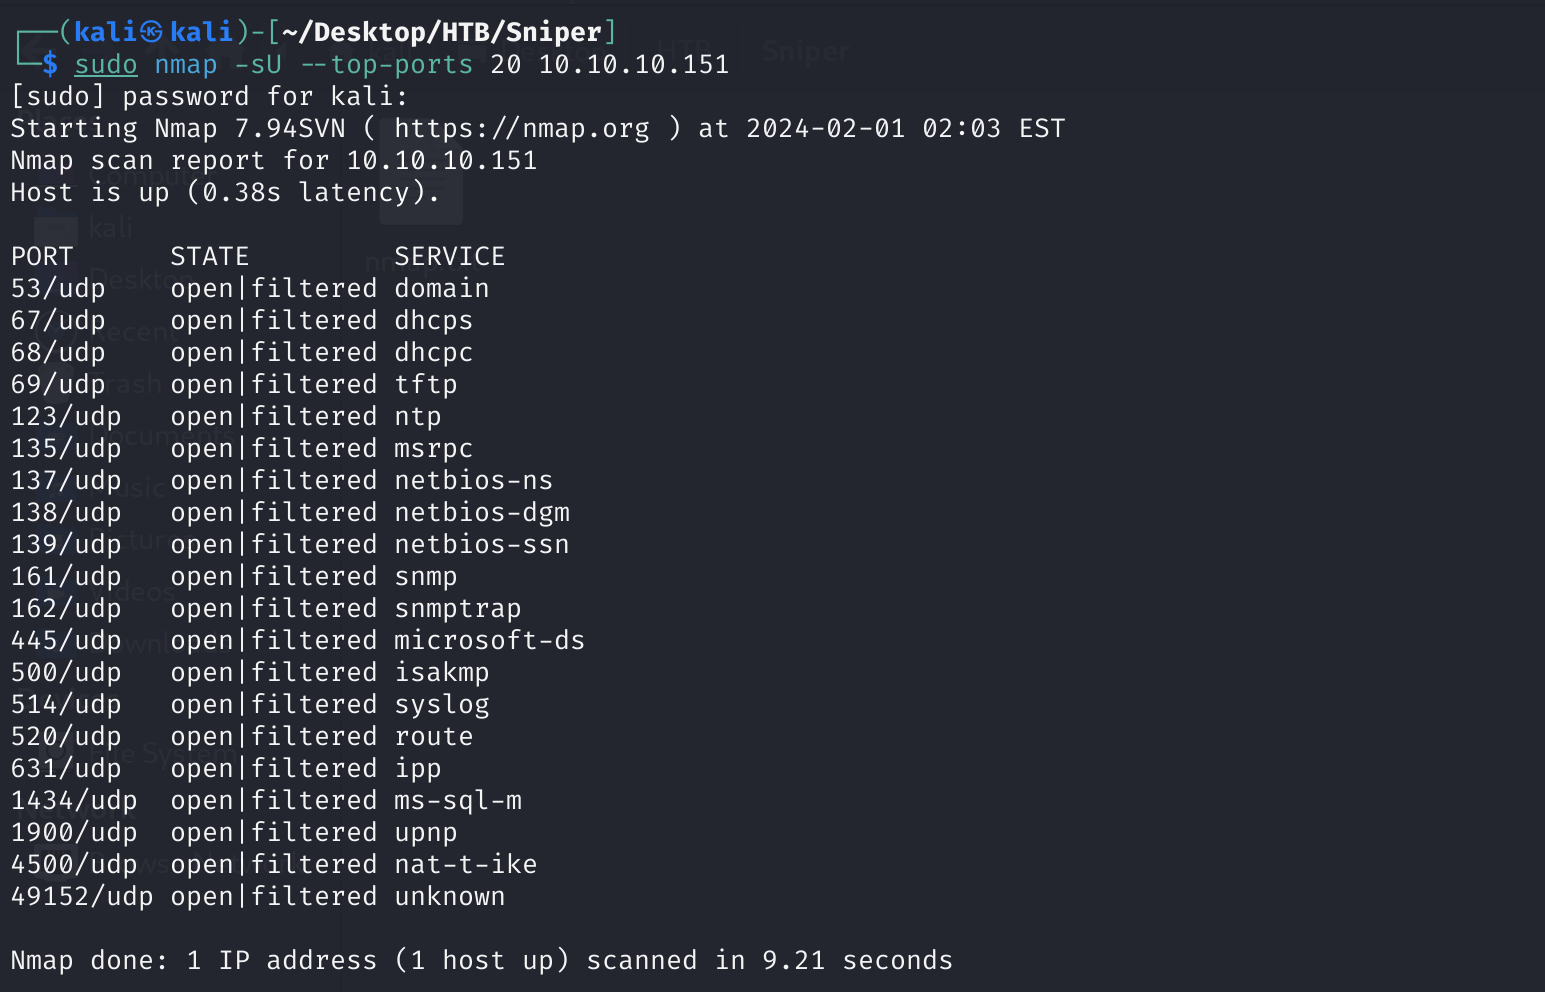 ┌──(kali㉿kali)-[~/Desktop/HTB/Sniper]
└─$ sudo nmap -sU --top-ports 20 10.10.10.151
[sudo] password for kali:
Starting Nmap 7.94SVN ( https://nmap.org ) at 2024-02-01 02:03 EST
Nmap scan report for 10.10.10.151
Host is up (0.38s latency).
PORT      STATE         SERVICE
53/udp    open|filtered domain
67/udp    open|filtered dhcps
68/udp    open|filtered dhcpc
69/udp    open|filtered tftp
123/udp   open|filtered ntp
135/udp   open|filtered msrpc
137/udp   open|filtered netbios-ns
138/udp   open|filtered netbios-dgm
139/udp   open|filtered netbios-ssn
161/udp   open|filtered snmp
162/udp   open|filtered snmptrap
445/udp   open|filtered microsoft-ds
500/udp   open|filtered isakmp
514/udp   open|filtered syslog
520/udp   open|filtered route
631/udp   open|filtered ipp
1434/udp  open|filtered ms-sql-m
1900/udp  open|filtered upnp
4500/udp  open|filtered nat-t-ike
49152/udp open|filtered unknown
Nmap done: 1 IP address (1 host up) scanned in 9.21 seconds